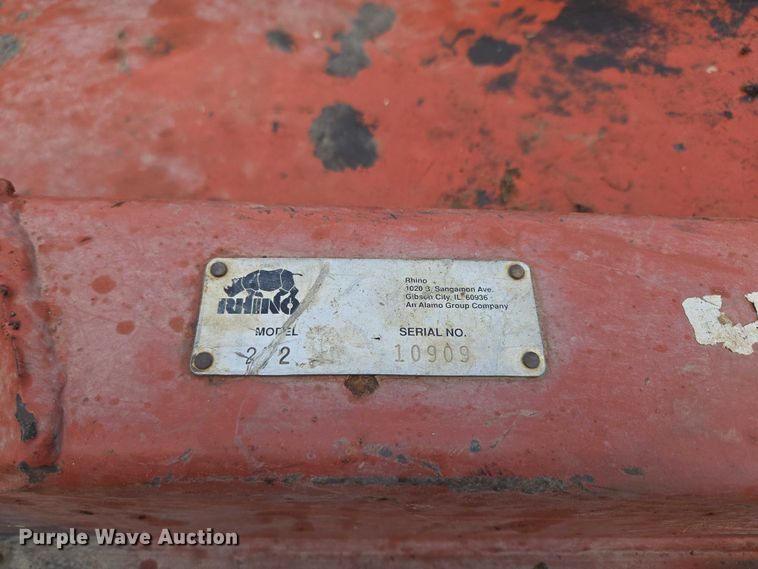 RHINO
Rhino
1020 S. Sangamon Ave.
Gibson City, IL 60936
An Alamo Group Company
MODEL
SERIAL NO.
10909
Purple Wave Auction